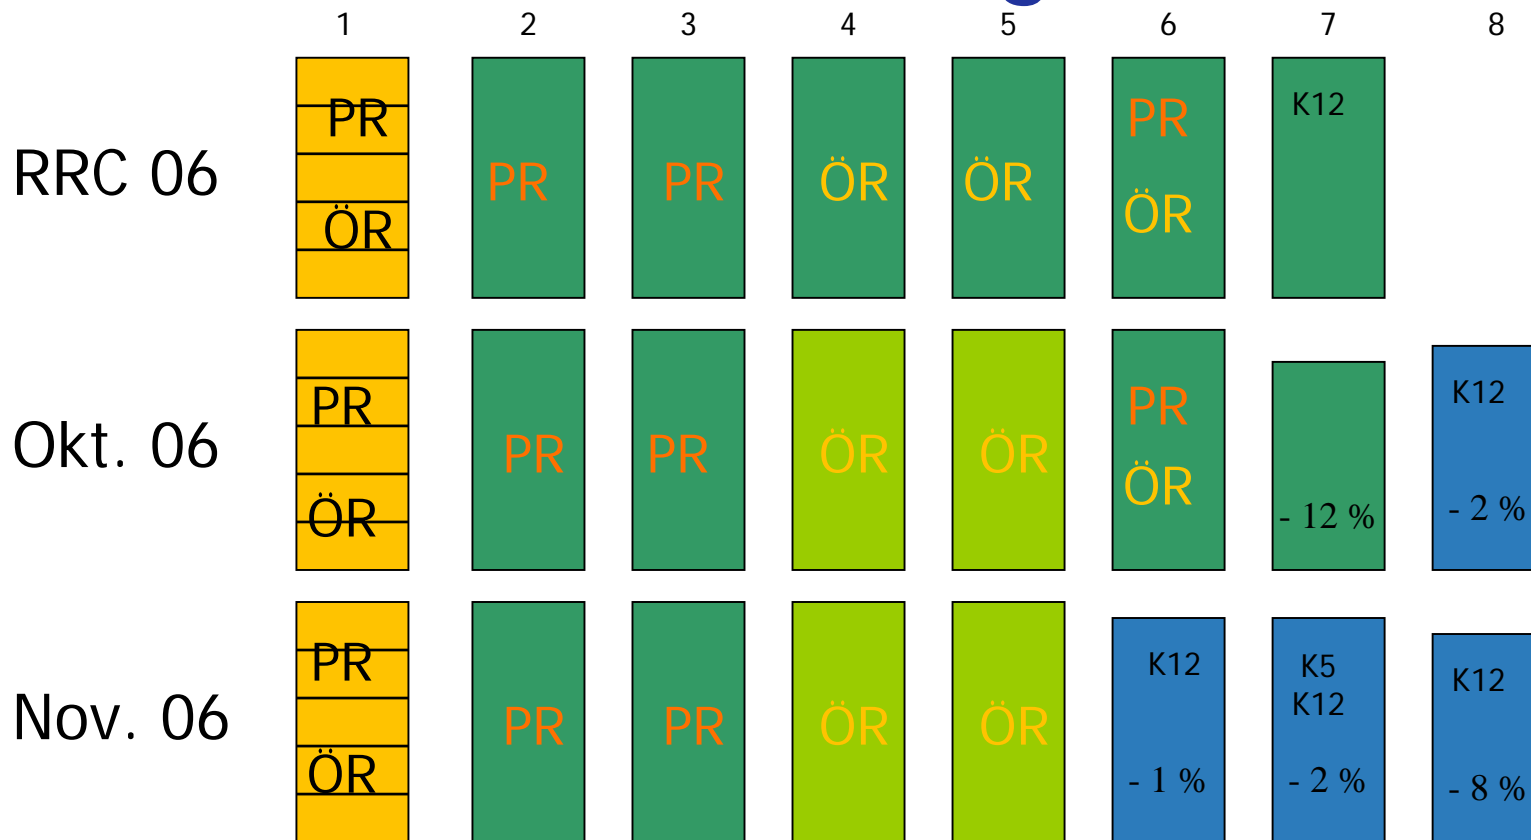 1 2 3 4 5 6 7 8
PR PR K12
RRC 06 PR PR ÖR ÖR
ÖR ÖR
PR PR K12
Okt. 06 PR PR ÖR ÖR
ÖR ÖR
- 12 % - 2 %
PR K12 K5 K12
K12
Nov. 06 PR PR ÖR ÖR
ÖR - 1 % - 2 % - 8 %